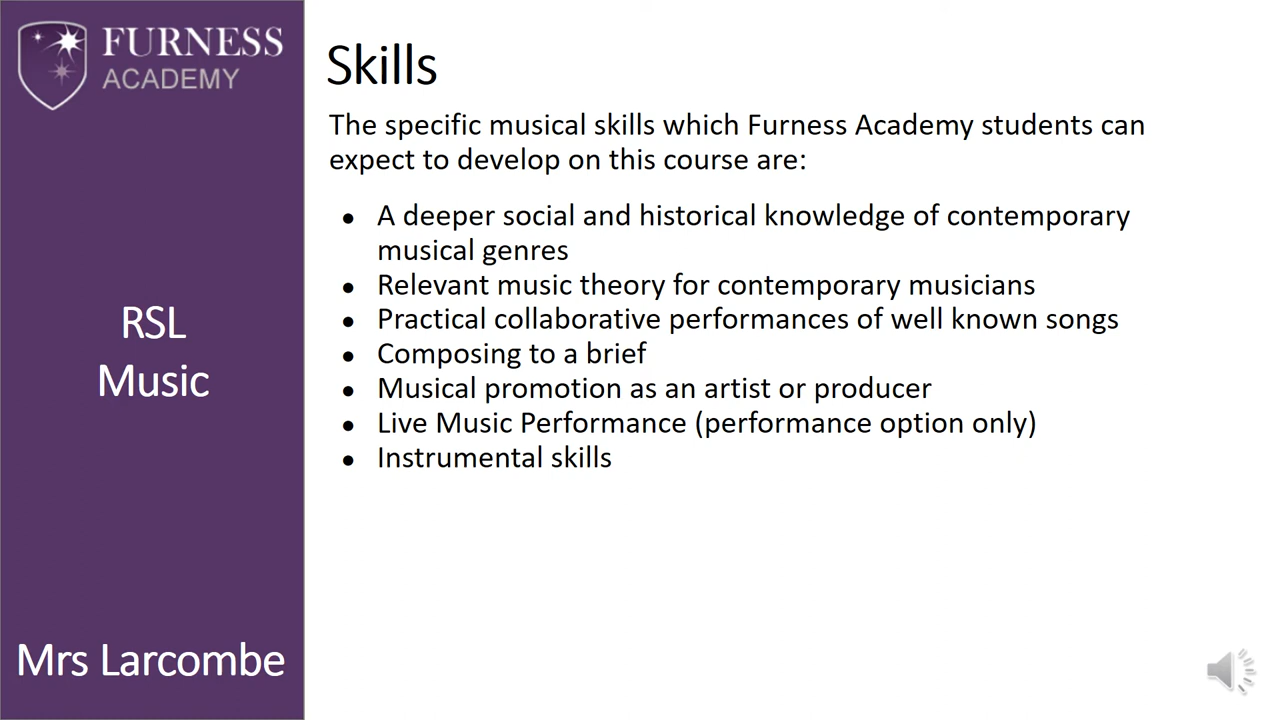 FURNESS
ACADEMY
RSL
Music
Mrs Larcombe
Skills
The specific musical skills which Furness Academy students can
expect to develop on this course are:
• A deeper social and historical knowledge of contemporary
musical genres
• Relevant music theory for contemporary musicians
• Practical collaborative performances of well known songs
• Composing to a brief
• Musical promotion as an artist or producer
• Live Music Performance (performance option only)
• Instrumental skills